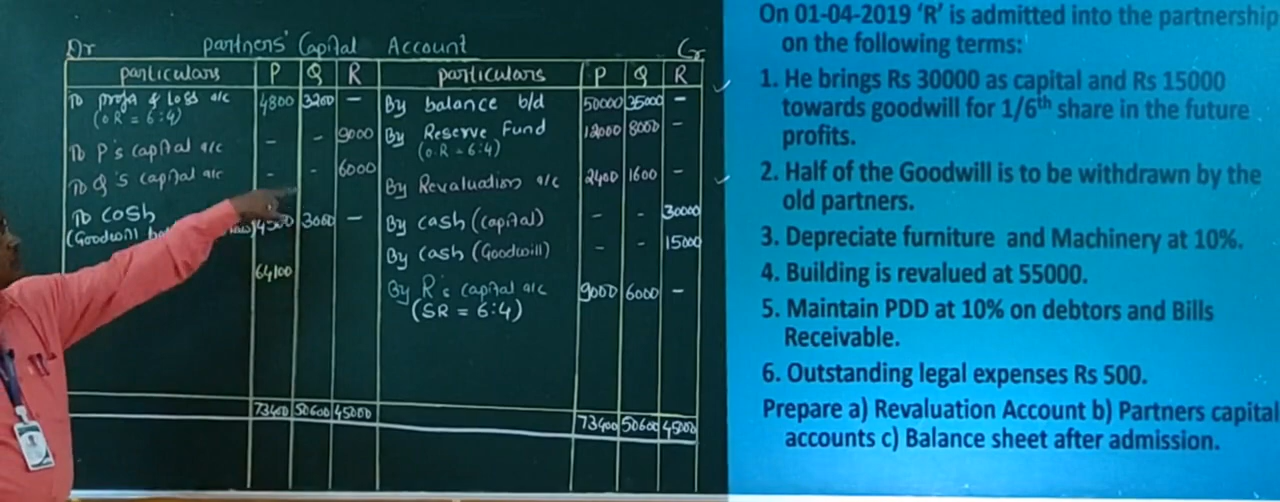 Dr Partners' Capital Account Cr
Particulars P Q R Particulars P Q R
To Profit & Loss a/c 4800 3200 - By balance b/d 50000 35000 -
(O.R = 6:4)
To P's capital a/c - - 9000 By Reserve Fund 12000 8000 -
(O.R = 6:4)
To Q's capital a/c - - 6000 By Revaluation a/c 2400 1600 -
To Cash 3000 - By cash (Capital) - - 30000
(Goodwill
By cash (Goodwill) - - 15000
64100 By R's capital a/c 9000 6000 -
(SR = 6:4)
73400 50600 45000 73400 50600 45000
On 01-04-2019 ‘R’ is admitted into the partnership
on the following terms:
1. He brings Rs 30000 as capital and Rs 15000
towards goodwill for 1/6th share in the future
profits.
2. Half of the Goodwill is to be withdrawn by the
old partners.
3. Depreciate furniture and Machinery at 10%.
4. Building is revalued at 55000.
5. Maintain PDD at 10% on debtors and Bills
Receivable.
6. Outstanding legal expenses Rs 500.
Prepare a) Revaluation Account b) Partners capital
accounts c) Balance sheet after admission.